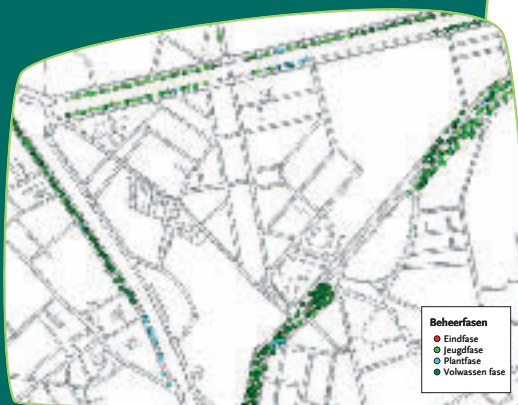 Beheerfasen
Eindfase
Jeugdfase
Plantfase
Volwassen fase